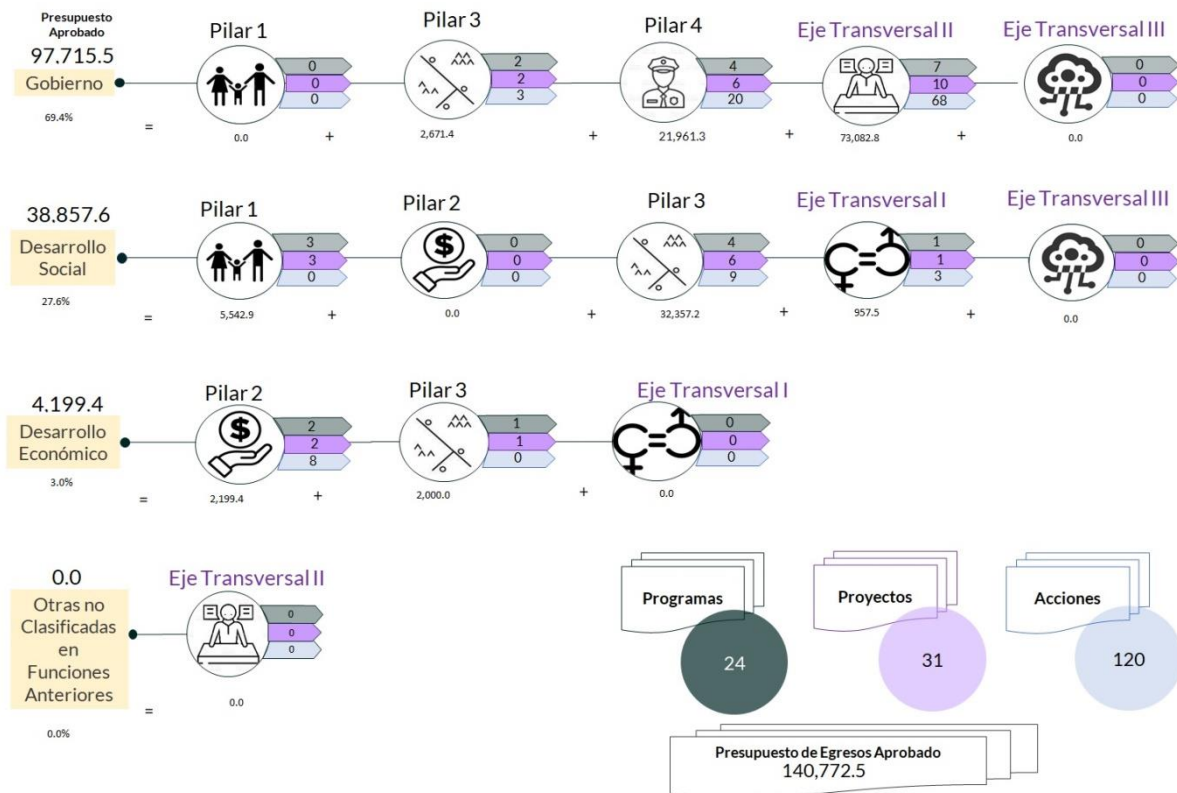 Presupuesto
Aprobado
97,715.5
Gobierno
69.4%
=
Pilar 1
0
0
0
0.0
+
Pilar 3
2
2
3
2,671.4
+
Pilar 4
4
6
20
21,961.3
+
Eje Transversal II
7
10
68
73,082.8
+
Eje Transversal III
0
0
0
0.0
38,857.6
Desarrollo
Social
27.6%
=
Pilar 1
3
3
0
5,542.9
+
Pilar 2
$
0
0
0
0.0
+
Pilar 3
4
6
9
32,357.2
+
Eje Transversal I
1
1
3
957.5
+
Eje Transversal III
0
0
0
0.0
4,199.4
Desarrollo
Económico
3.0%
=
Pilar 2
$
2
2
8
2,199.4
+
Pilar 3
1
1
0
2,000.0
+
Eje Transversal I
0
0
0
0.0
0.0
Otras no
Clasificadas
en
Funciones
Anteriores
0.0%
=
Eje Transversal II
0
0
0
0.0
Programas
24
Proyectos
31
Acciones
120
Presupuesto de Egresos Aprobado
140,772.5